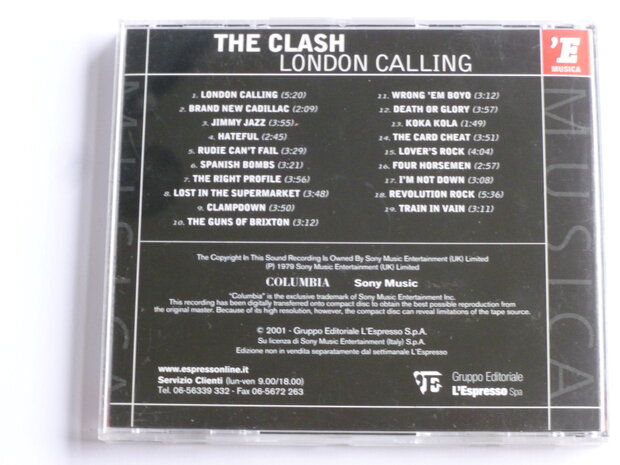 THE CLASH
LONDON CALLING
'E
MUSICA
1. LONDON CALLING (5:20)
2. BRAND NEW CADILLAC (2:09)
3. JIMMY JAZZ (3:55)
4. HATEFUL (2:45)
5. RUDIE CAN'T FAIL (3:29)
6. SPANISH BOMBS (3:21)
7. THE RIGHT PROFILE (3:56)
8. LOST IN THE SUPERMARKET (3:48)
9. CLAMPDOWN (3:50)
10. THE GUNS OF BRIXTON (3:12)
11. WRONG 'EM BOYO (3:12)
12. DEATH OR GLORY (3:57)
13. KOKA KOLA (1:49)
14. THE CARD CHEAT (3:51)
15. LOVER'S ROCK (4:04)
16. FOUR HORSEMEN (2:57)
17. I'M NOT DOWN (3:08)
18. REVOLUTION ROCK (5:36)
19. TRAIN IN VAIN (3:11)
The Copyright In This Sound Recording Is Owned By Sony Music Entertainment (UK) Limited
(P) 1979 Sony Music Entertainment (UK) Limited
COLUMBIA Sony Music
"Columbia" is the exclusive trademark of Sony Music Entertainment Inc.
This recording has been digitally transferred onto compact disc to obtain the best possible reproduction from
the original master. Because of its high resolution, however, the compact disc can reveal limitations of the tape source.
© 2001 - Gruppo Editoriale L'Espresso S.p.A.
Su licenza di Sony Music Entertainment (Italy) S.p.A.
Edizione non in vendita separatamente dal settimanale L'Espresso
www.espressonline.it
Servizio Clienti (lun-ven 9.00/18.00)
Tel. 06-56339 332 - Fax 06-5672 263
'E
Gruppo Editoriale
L'Espresso Spa
MUSICA
MUSICA